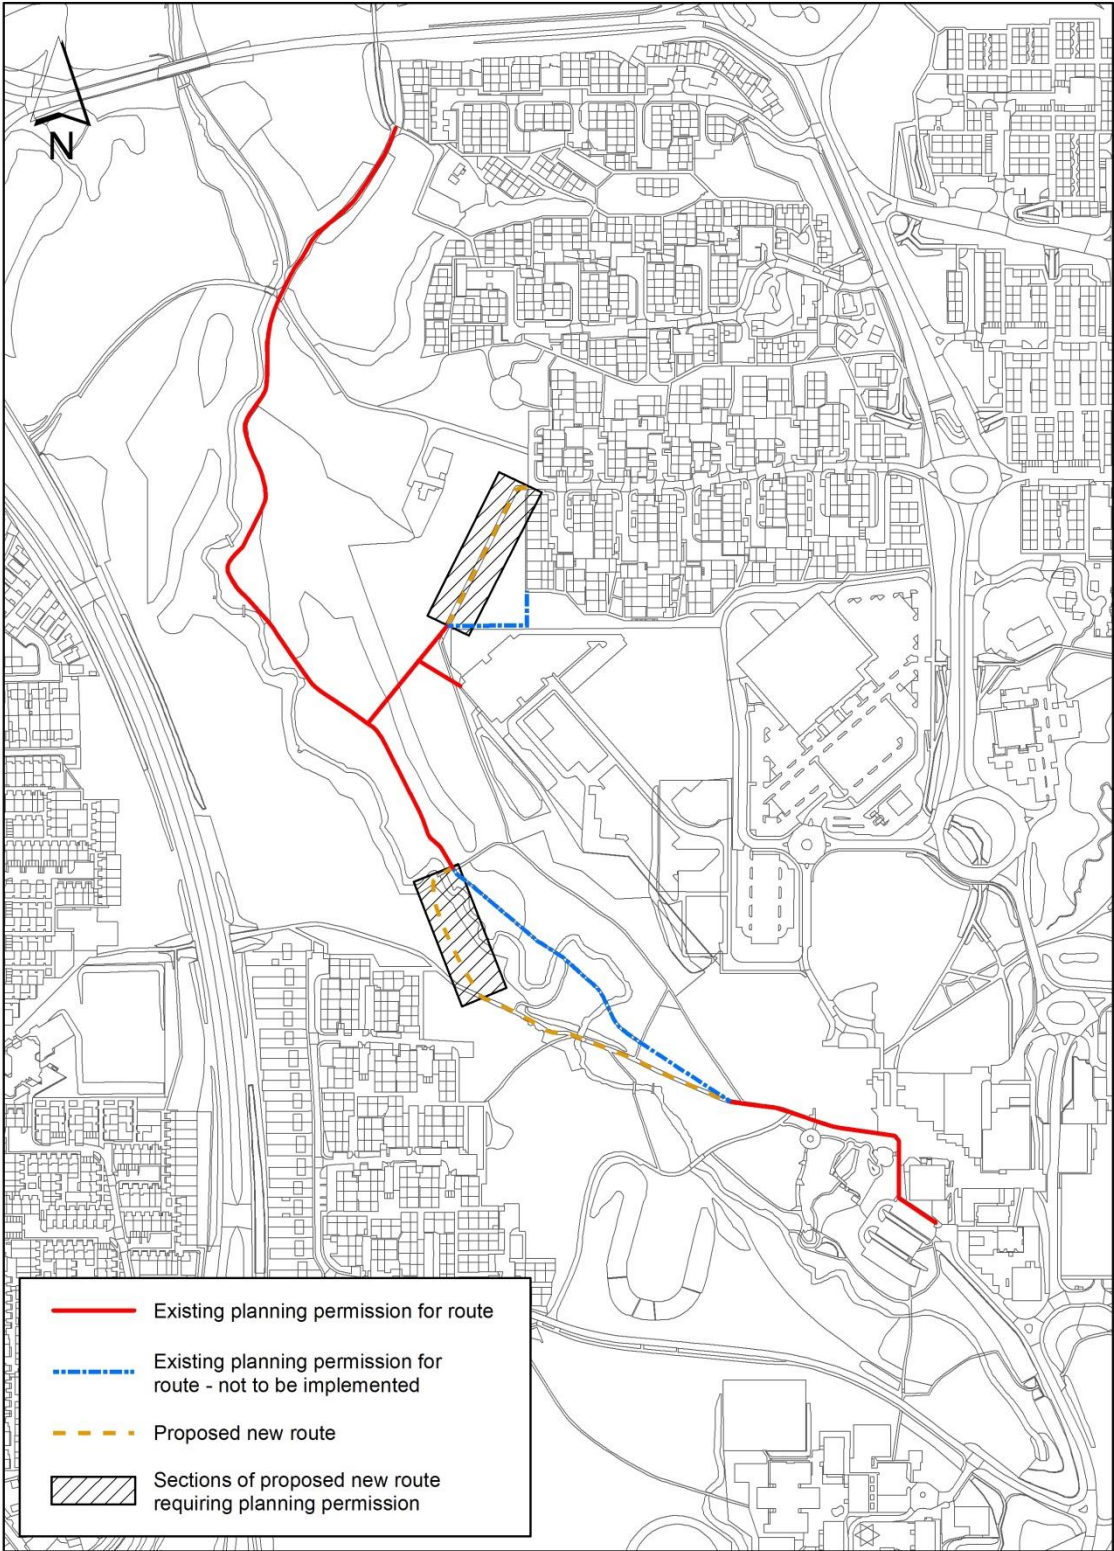 N
Existing planning permission for route
Existing planning permission for
route - not to be implemented
Proposed new route
Sections of proposed new route
requiring planning permission